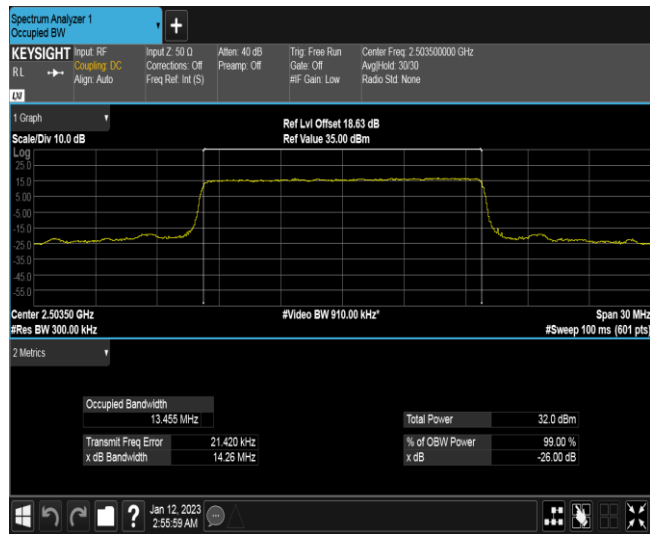 Spectrum Analyzer 1
Occupied BW
+
KEYSIGHT
RL
LXI
Input: RF
Coupling: DC
Align: Auto
Input Z: 50 Ω
Corrections: Off
Freq Ref: Int (S)
Atten: 40 dB
Preamp: Off
Trig: Free Run
Gate: Off
#IF Gain: Low
Center Freq: 2.503500000 GHz
Avg|Hold: 30/30
Radio Std: None
1 Graph
Scale/Div 10.0 dB
Ref Lvl Offset 18.63 dB
Ref Value 35.00 dBm
Log
25.0
15.0
5.00
-5.00
-15.0
-25.0
-35.0
-45.0
-55.0
Center 2.50350 GHz
#Res BW 300.00 kHz
#Video BW 910.00 kHz*
Span 30 MHz
#Sweep 100 ms (601 pts)
2 Metrics
Occupied Bandwidth
13.455 MHz
Transmit Freq Error 21.420 kHz
x dB Bandwidth 14.26 MHz
Total Power 32.0 dBm
% of OBW Power 99.00 %
x dB -26.00 dB
?
Jan 12, 2023
2:55:59 AM